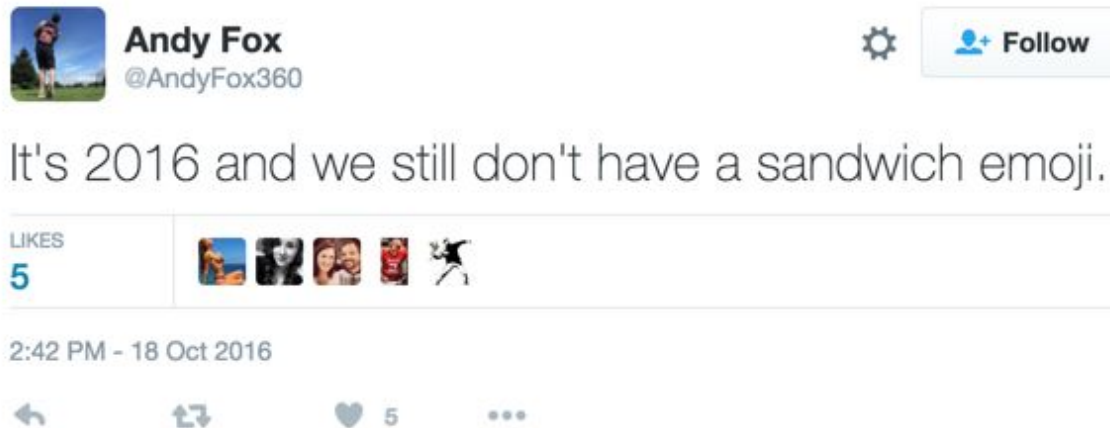 Andy Fox
@AndyFox360
Follow
It's 2016 and we still don't have a sandwich emoji.
LIKES
5
2:42 PM - 18 Oct 2016
5